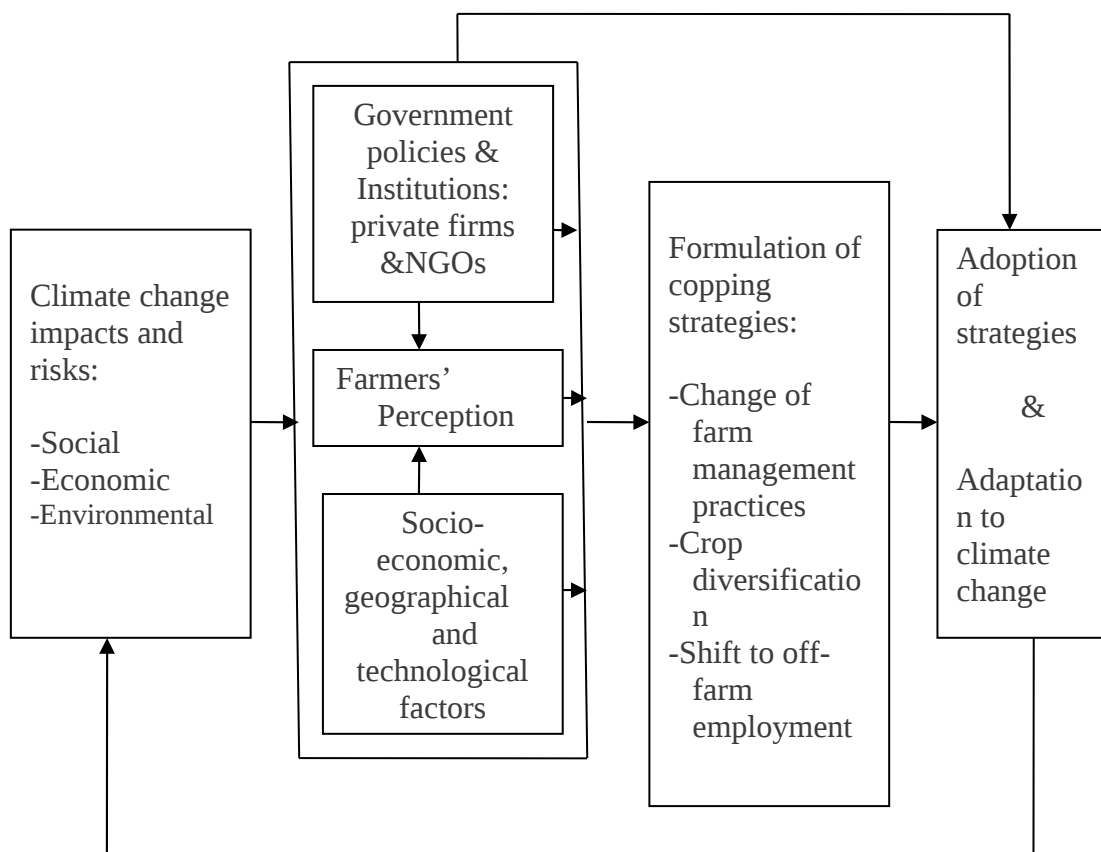 Climate change
impacts and
risks:
-Social
-Economic
-Environmental
Government
policies &
Institutions:
private firms
&NGOs
Farmers’
Perception
Socio-
economic,
geographical
and
technological
factors
Formulation of
copping
strategies:
-Change of
farm
management
practices
-Crop
diversificatio
n
-Shift to off-
farm
employment
Adoption
of
strategies
&
Adaptatio
n to
climate
change